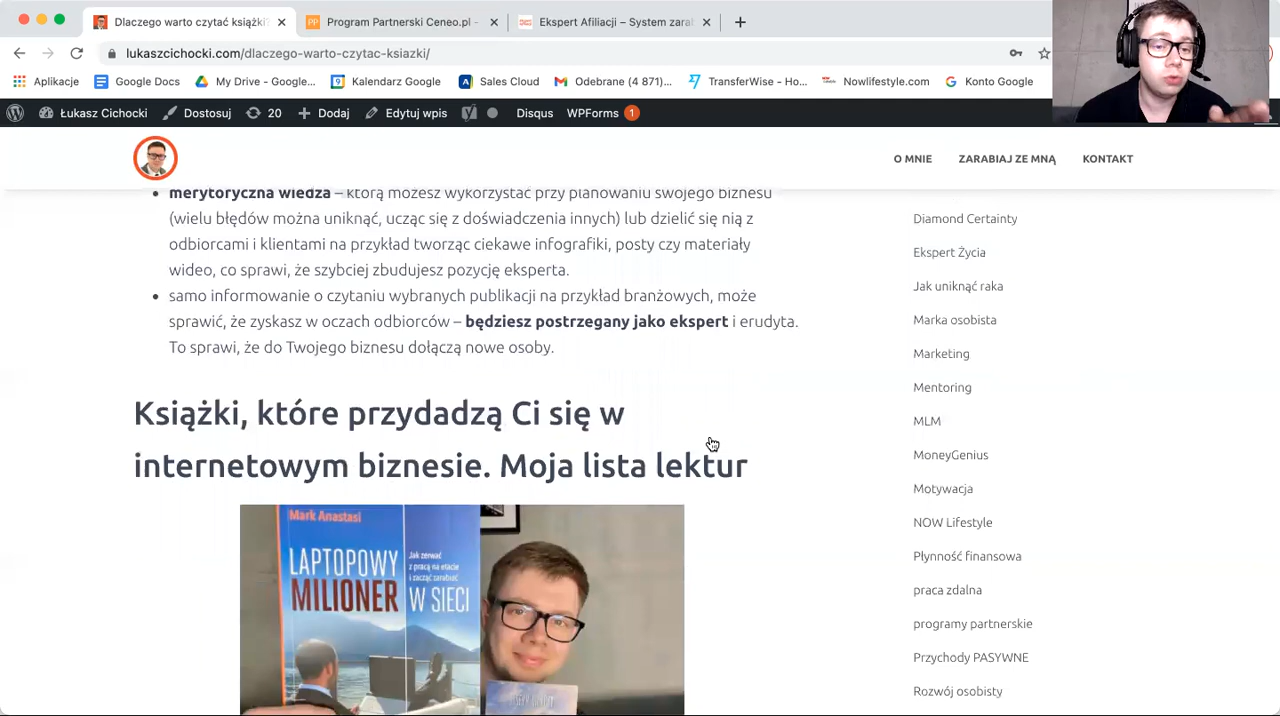 Dlaczego warto czytać książki?
Program Partnerski Ceneo.pl –
Ekspert Afiliacji – System zaral
lukaszcichocki.com/dlaczego-warto-czytac-ksiazki/
Aplikacje
Google Docs
My Drive - Google...
Kalendarz Google
Sales Cloud
Odebrane (4 871)...
TransferWise - Ho...
Nowlifestyle.com
Konto Google
Łukasz Cichocki
Dostosuj
20
Dodaj
Edytuj wpis
Disqus
WPForms 1
O MNIE
ZARABIAJ ZE MNĄ
KONTAKT
merytoryczna wiedza – którą możesz wykorzystać przy planowaniu swojego biznesu
(wielu błędów można uniknąć, ucząc się z doświadczenia innych) lub dzielić się nią z
odbiorcami i klientami na przykład tworząc ciekawe infografiki, posty czy materiały
wideo, co sprawi, że szybciej zbudujesz pozycję eksperta.
samo informowanie o czytaniu wybranych publikacji na przykład branżowych, może
sprawić, że zyskasz w oczach odbiorców – będziesz postrzegany jako ekspert i erudyta.
To sprawi, że do Twojego biznesu dołączą nowe osoby.
Książki, które przydadzą Ci się w
internetowym biznesie. Moja lista lektur
Mark Anastasi
LAPTOPOWY
MILIONER
Jak zerwać
z pracą na etacie
i zacząć zarabiać
W SIECI
Diamond Certainty
Ekspert Życia
Jak uniknąć raka
Marka osobista
Marketing
Mentoring
MLM
MoneyGenius
Motywacja
NOW Lifestyle
Płynność finansowa
praca zdalna
programy partnerskie
Przychody PASYWNE
Rozwój osobisty